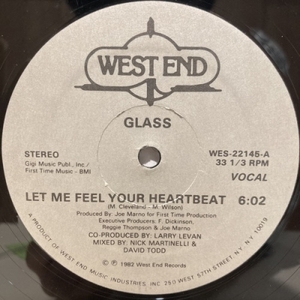 WEST END
GLASS
STEREO
Gigi Music Publ., Inc./
First Time Music - BMI
WES-22145-A
33 1/3 RPM
VOCAL
LET ME FEEL YOUR HEARTBEAT 6:02
(M. Cleveland - M. Wilson)
Produced By: Joe Marno for First Time Production
Executive Producers: F. Dickinson,
Reggie Thompson & Joe Marno
CO-PRODUCED BY: LARRY LEVAN
MIXED BY: NICK MARTINELLI &
DAVID TODD
℗ © 1982 West End Records
A PRODUCT OF WEST END MUSIC INDUSTRIES INC 250 WEST 57TH STREET, N.Y. N.Y. 10019